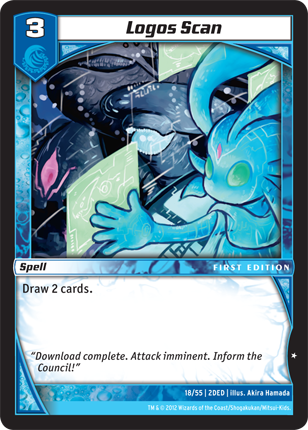 3
Logos Scan
Spell
FIRST EDITION
Draw 2 cards.
“Download complete. Attack imminent. Inform the
Council!”
18/55 | 2DED | illus. Akira Hamada
TM & © 2012 Wizards of the Coast/Shogakukan/Mitsui-Kids.